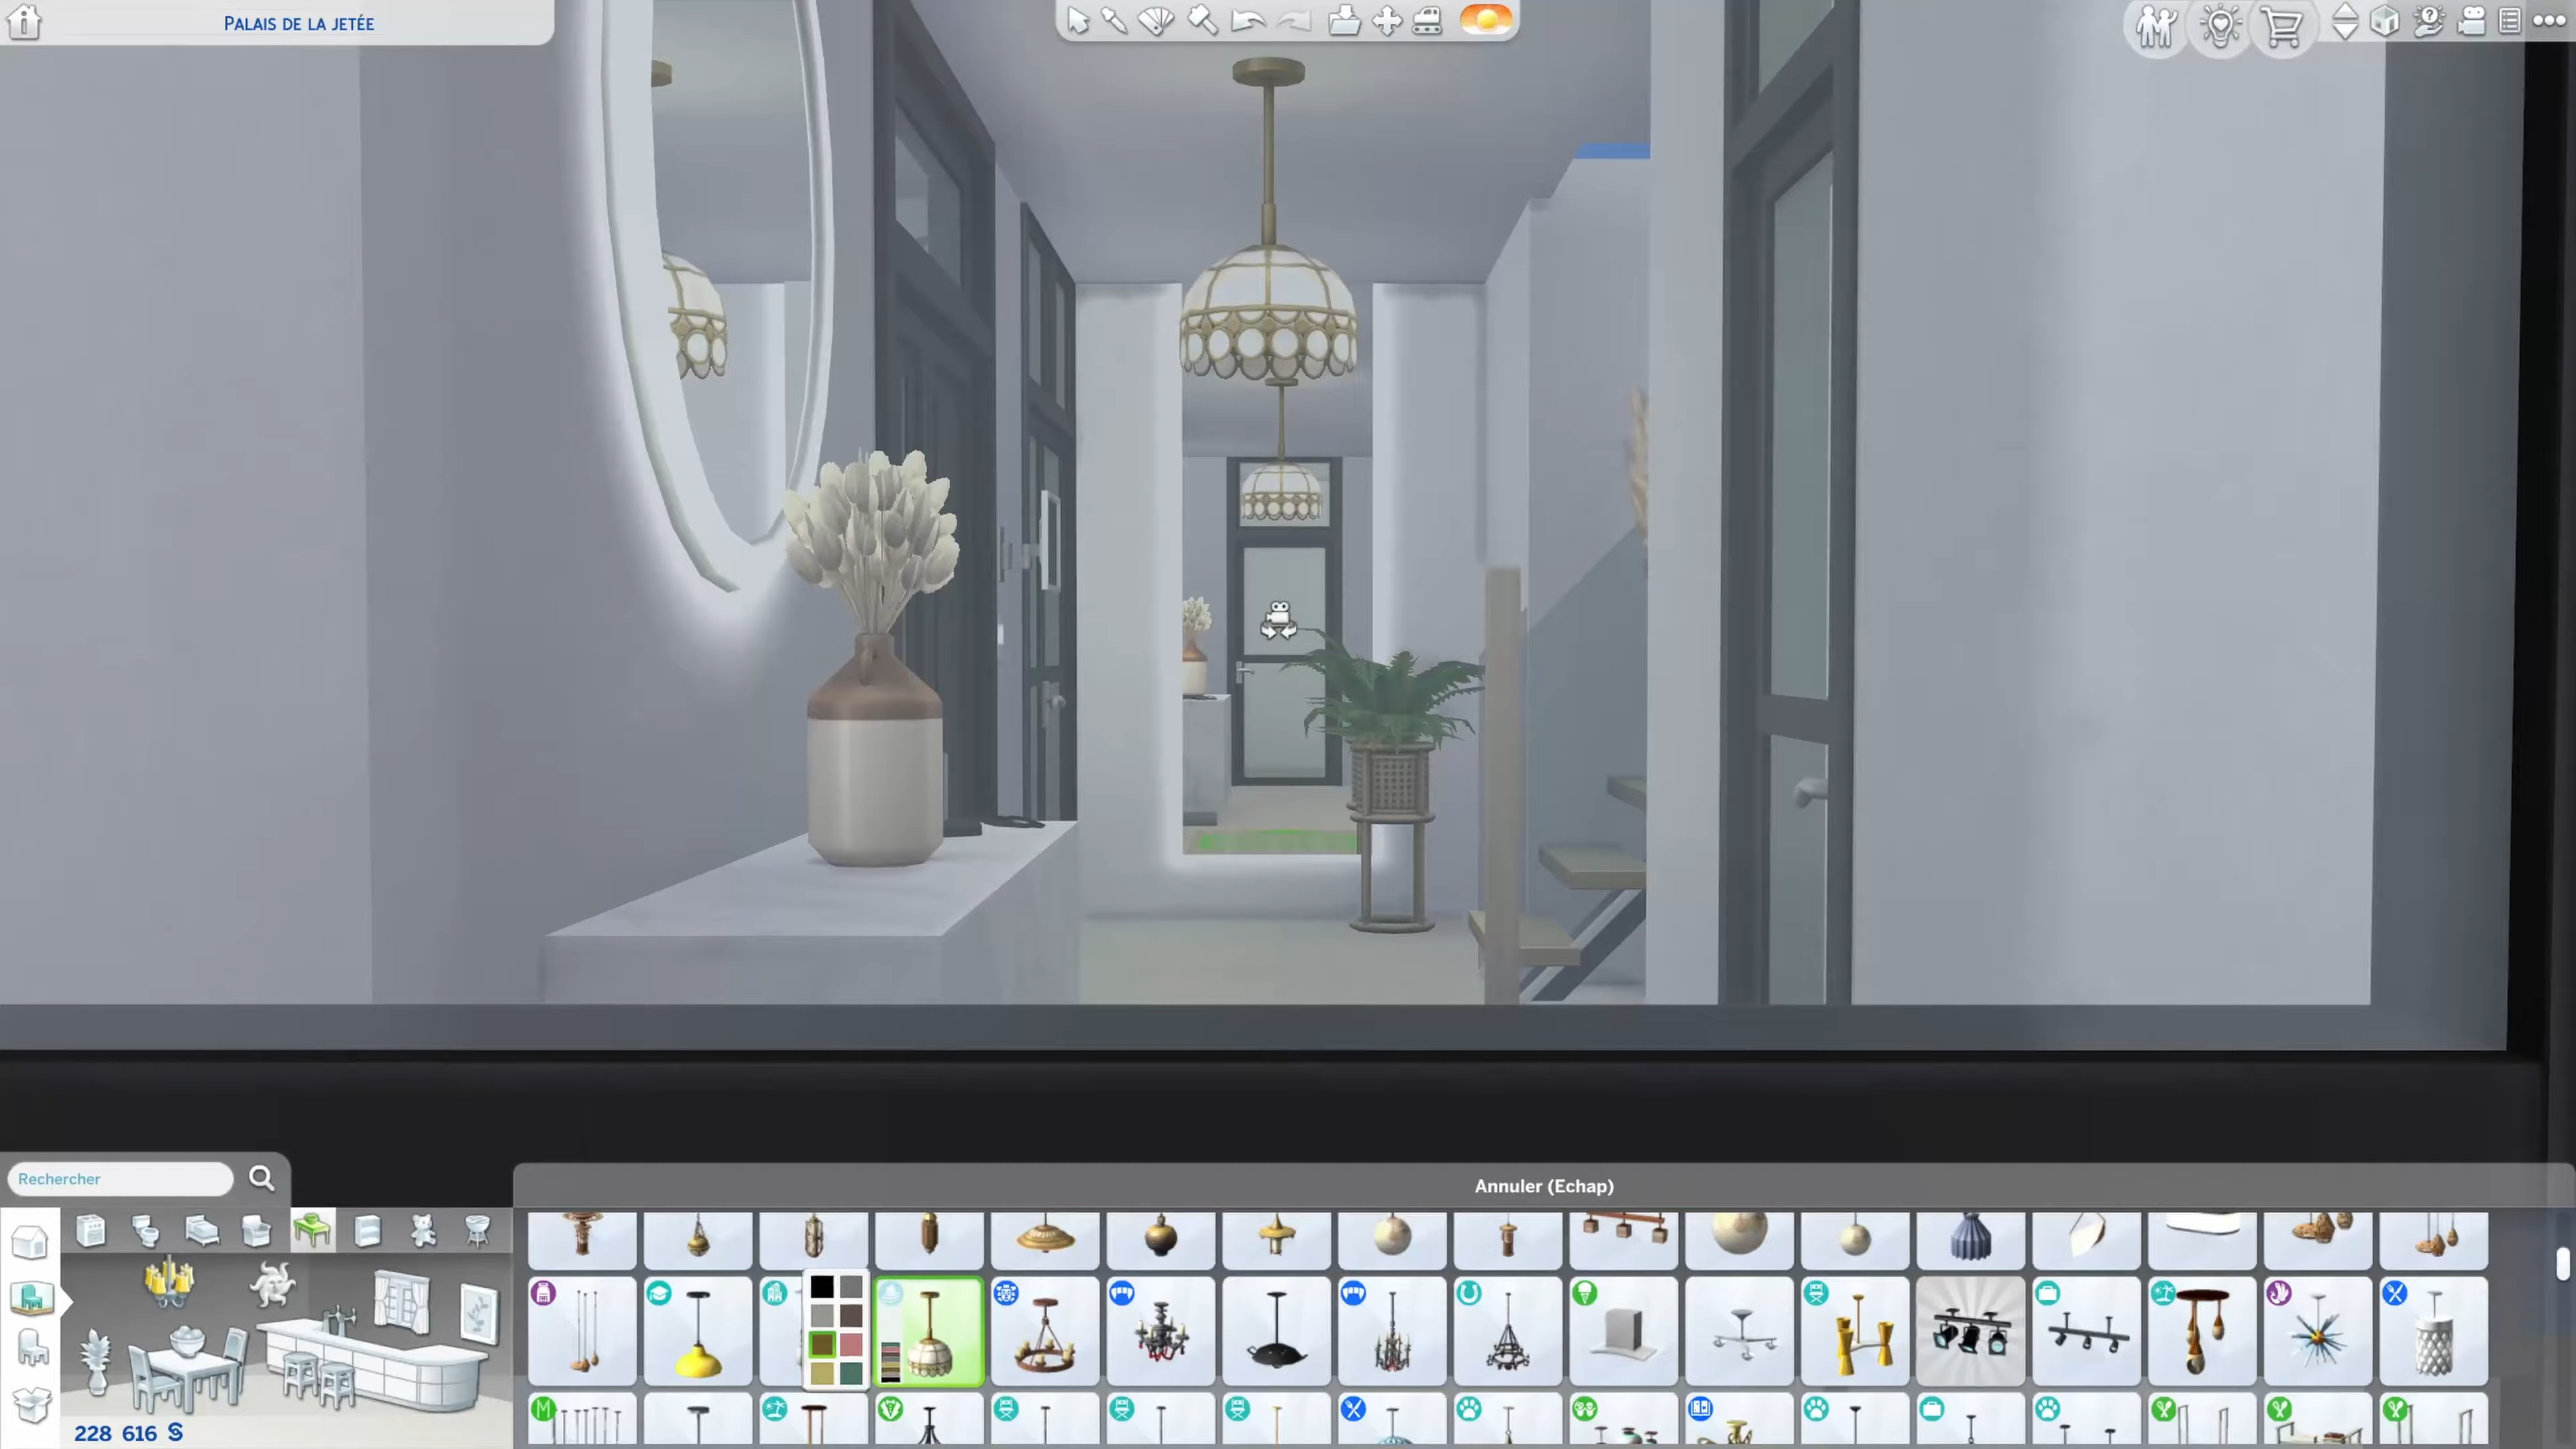 Palais de la jetée
Rechercher
Annuler (Echap)
228 616 S
M